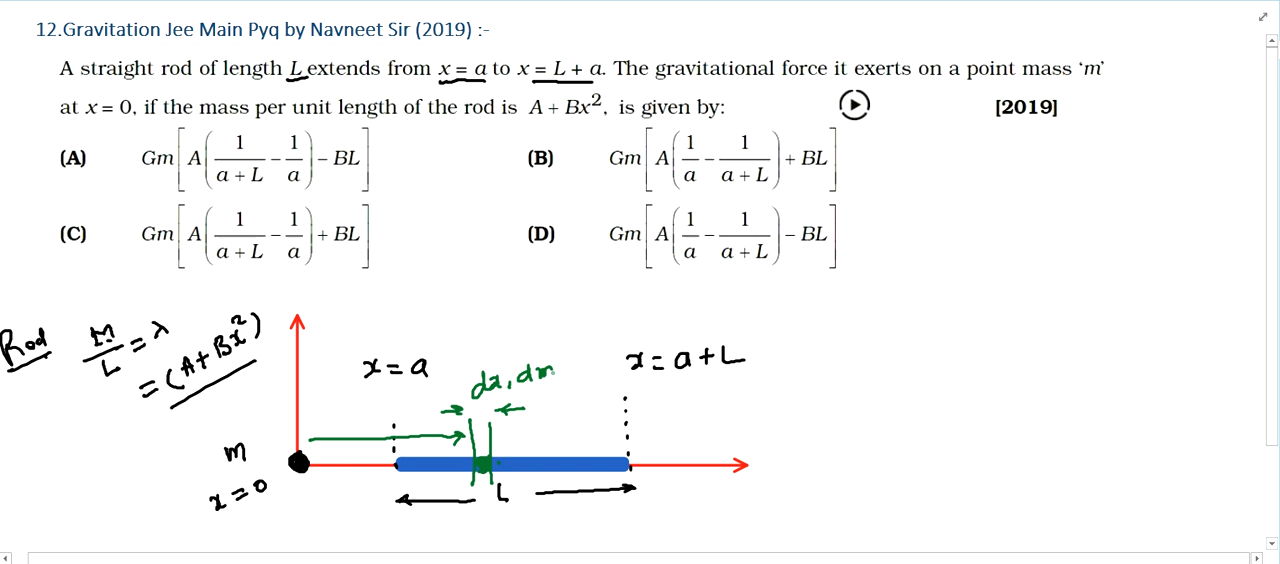 12.Gravitation Jee Main Pyq by Navneet Sir (2019) :-
A straight rod of length L extends from x = a to x = L + a. The gravitational force it exerts on a point mass 'm'
at x = 0, if the mass per unit length of the rod is A + Bx², is given by: [2019]
(A) Gm[A(1/(a + L) − 1/a) − BL] (B) Gm[A(1/a − 1/(a + L)) + BL]
(C) Gm[A(1/(a + L) − 1/a) + BL] (D) Gm[A(1/a − 1/(a + L)) − BL]
Rod M/L = λ
= (A + Bx²)
x = a
dx, dm
x = a + L
m
x = 0
L